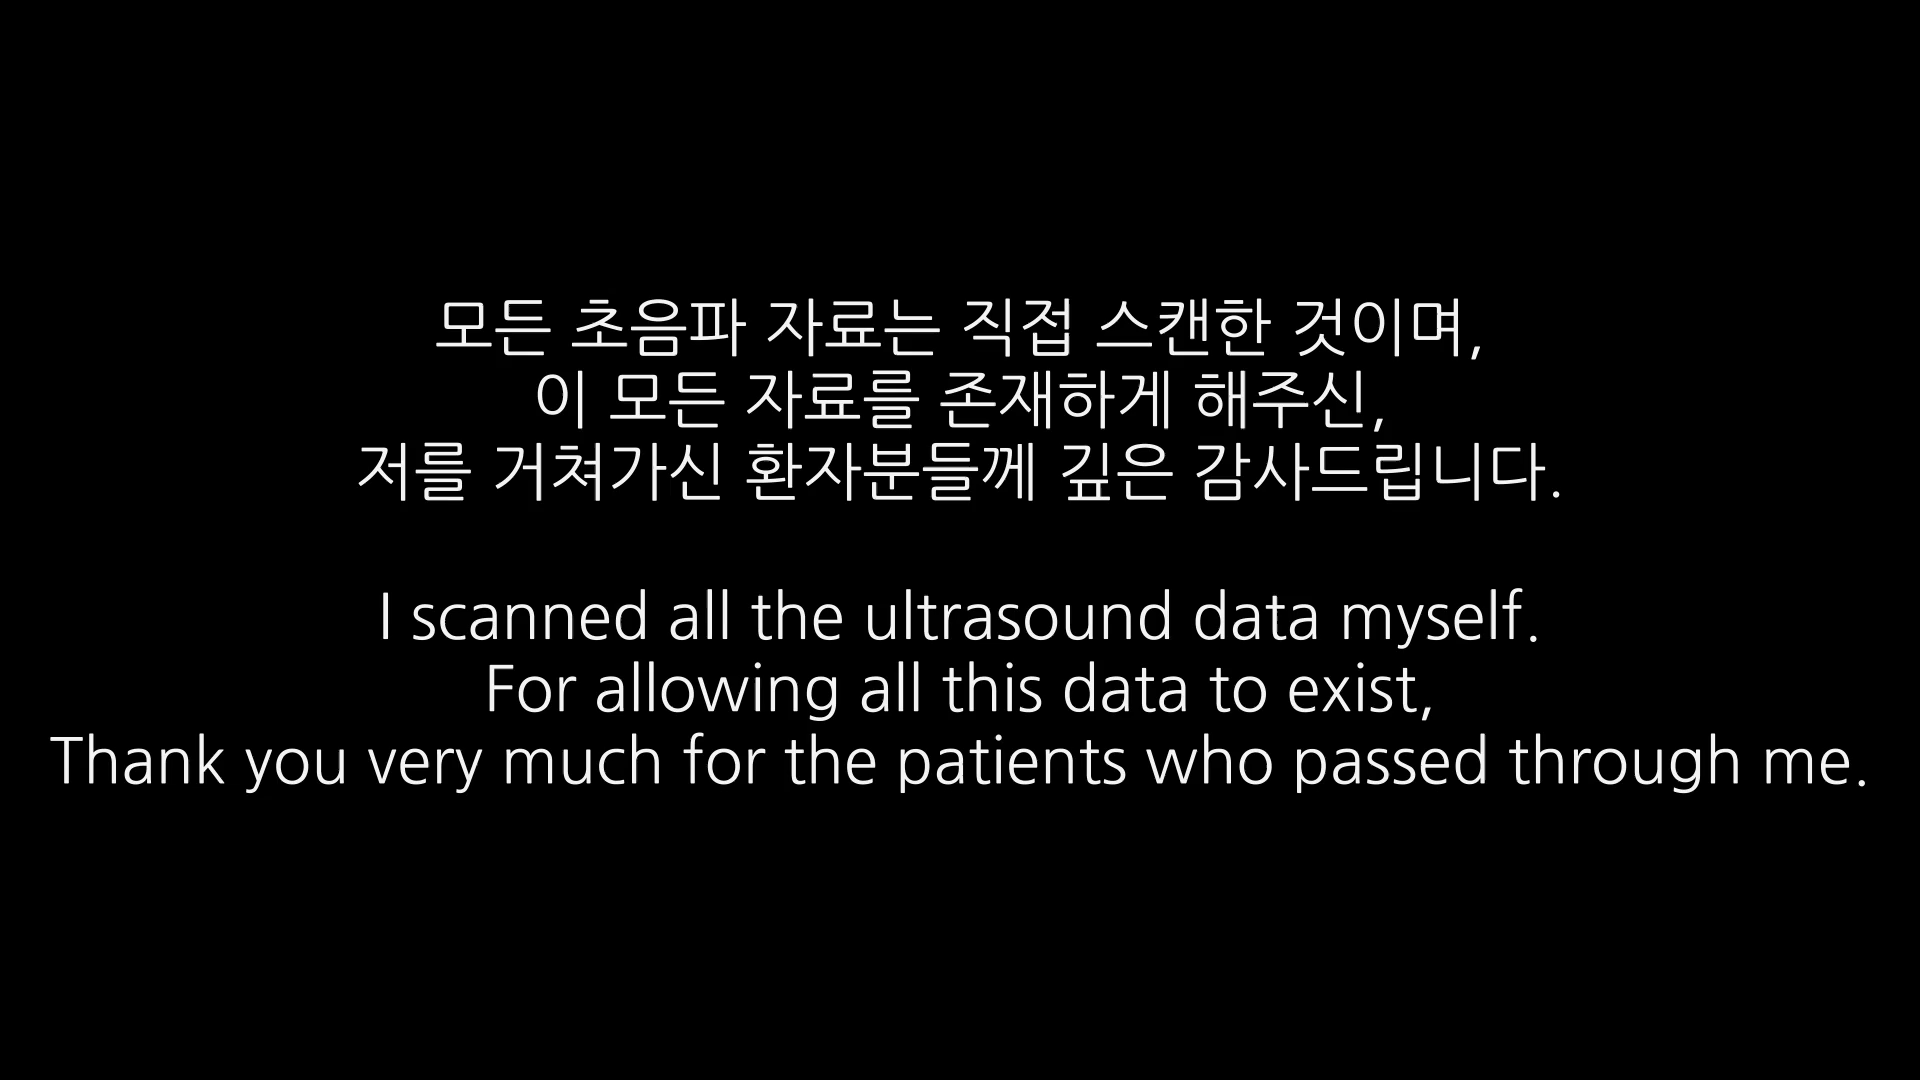 모든 초음파 자료는 직접 스캔한 것이며,
이 모든 자료를 존재하게 해주신,
저를 거쳐가신 환자분들께 깊은 감사드립니다.
I scanned all the ultrasound data myself.
For allowing all this data to exist,
Thank you very much for the patients who passed through me.